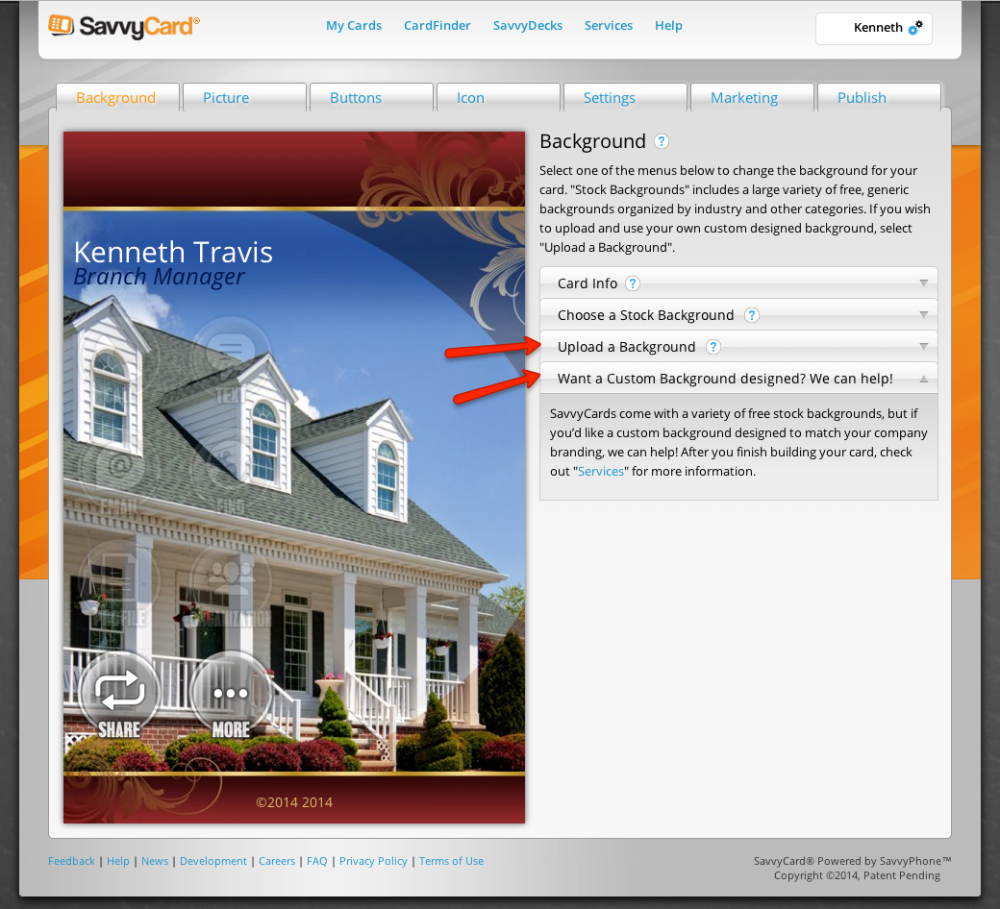 SavvyCard®
My Cards CardFinder SavvyDecks Services Help
Kenneth
Background Picture Buttons Icon Settings Marketing Publish
Kenneth Travis
Branch Manager
TEXT
EMAIL
FIND
PROFILE
ORGANIZATION
SHARE
MORE
©2014 2014
Background ?
Select one of the menus below to change the background for your
card. "Stock Backgrounds" includes a large variety of free, generic
backgrounds organized by industry and other categories. If you wish
to upload and use your own custom designed background, select
"Upload a Background".
Card Info ?
Choose a Stock Background ?
Upload a Background ?
Want a Custom Background designed? We can help!
SavvyCards come with a variety of free stock backgrounds, but if
you’d like a custom background designed to match your company
branding, we can help! After you finish building your card, check
out "Services" for more information.
Feedback | Help | News | Development | Careers | FAQ | Privacy Policy | Terms of Use
SavvyCard® Powered by SavvyPhone™
Copyright ©2014, Patent Pending